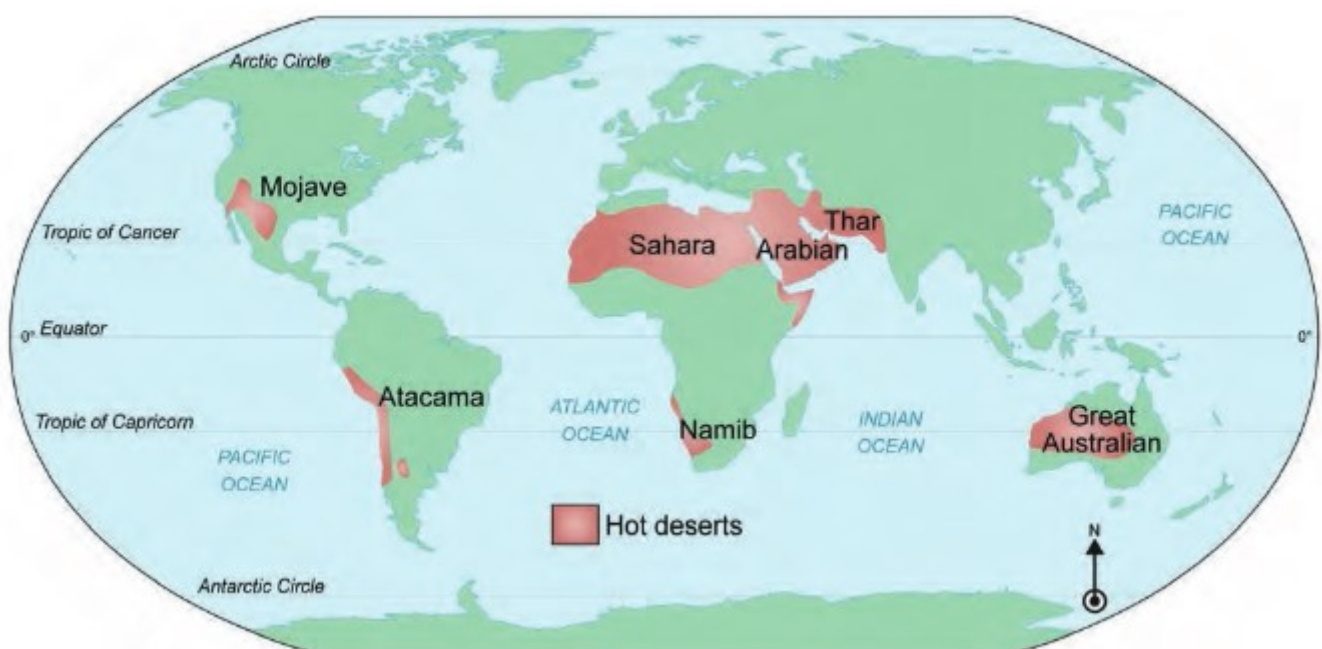 Arctic Circle
Mojave
Tropic of Cancer
Sahara
Arabian
Thar
PACIFIC
OCEAN
0° Equator
0°
Atacama
Tropic of Capricorn
ATLANTIC
OCEAN
Namib
INDIAN
OCEAN
Great
Australian
PACIFIC
OCEAN
Hot deserts
N
Antarctic Circle